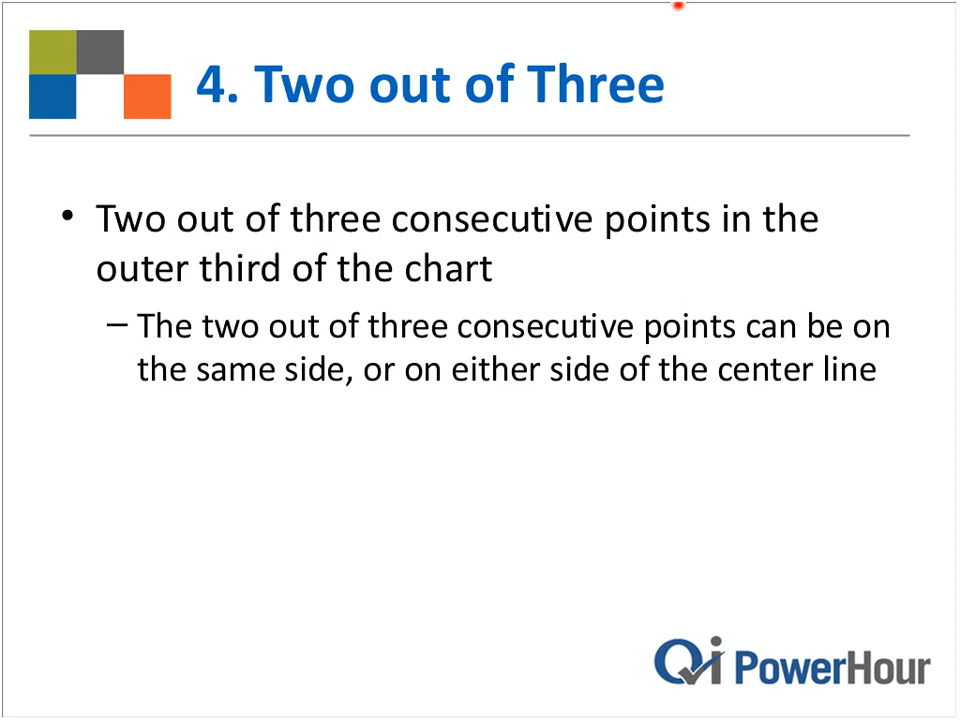 4. Two out of Three
• Two out of three consecutive points in the
outer third of the chart
– The two out of three consecutive points can be on
the same side, or on either side of the center line
Qi PowerHour